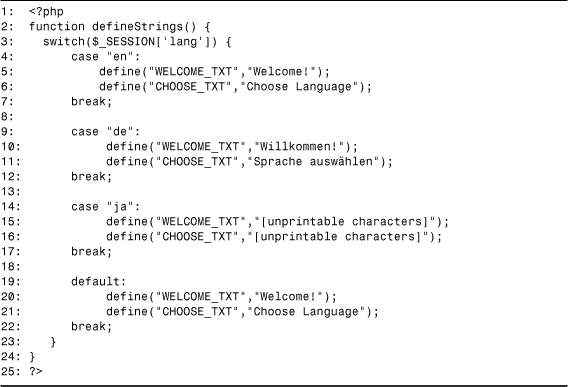 1: <?php
2: function defineStrings() {
3: switch($_SESSION['lang']) {
4: case "en":
5: define("WELCOME_TXT","Welcome!");
6: define("CHOOSE_TXT","Choose Language");
7: break;
8:
9: case "de":
10: define("WELCOME_TXT","Willkommen!");
11: define("CHOOSE_TXT","Sprache auswählen");
12: break;
13:
14: case "ja":
15: define("WELCOME_TXT","[unprintable characters]");
16: define("CHOOSE_TXT","[unprintable characters]");
17: break;
18:
19: default:
20: define("WELCOME_TXT","Welcome!");
21: define("CHOOSE_TXT","Choose Language");
22: break;
23: }
24: }
25: ?>